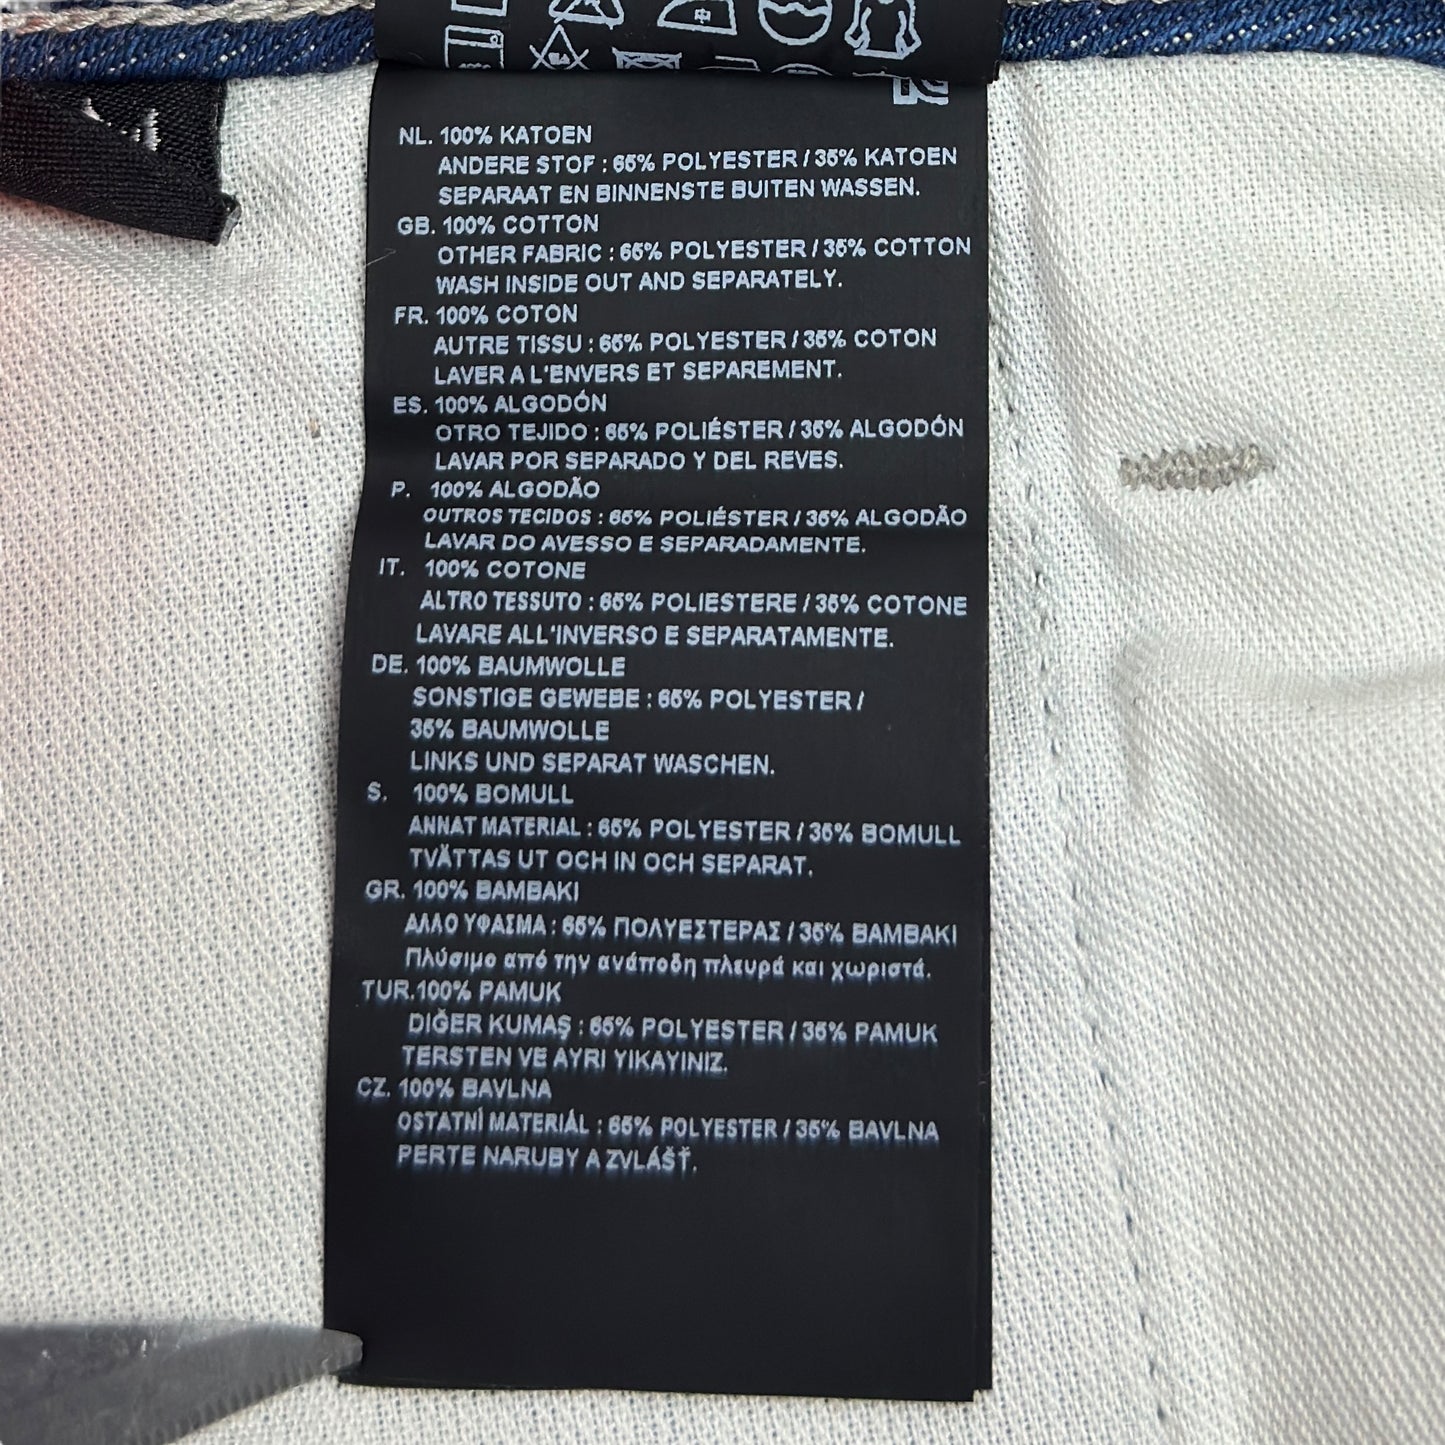 NL. 100% KATOEN
ANDERE STOF : 65% POLYESTER / 35% KATOEN
SEPARAAT EN BINNENSTE BUITEN WASSEN.
GB. 100% COTTON
OTHER FABRIC : 65% POLYESTER / 35% COTTON
WASH INSIDE OUT AND SEPARATELY.
FR. 100% COTON
AUTRE TISSU : 65% POLYESTER / 35% COTON
LAVER A L'ENVERS ET SEPAREMENT.
ES. 100% ALGODÓN
OTRO TEJIDO : 65% POLIÉSTER / 35% ALGODÓN
LAVAR POR SEPARADO Y DEL REVES.
P. 100% ALGODÃO
OUTROS TECIDOS : 65% POLIÉSTER / 35% ALGODÃO
LAVAR DO AVESSO E SEPARADAMENTE.
IT. 100% COTONE
ALTRO TESSUTO : 65% POLIESTERE / 35% COTONE
LAVARE ALL'INVERSO E SEPARATAMENTE.
DE. 100% BAUMWOLLE
SONSTIGE GEWEBE : 65% POLYESTER /
35% BAUMWOLLE
LINKS UND SEPARAT WASCHEN.
S. 100% BOMULL
ANNAT MATERIAL : 65% POLYESTER / 35% BOMULL
TVÄTTAS UT OCH IN OCH SEPARAT.
GR. 100% ΒΑΜΒΑΚΙ
ΑΛΛΟ ΥΦΑΣΜΑ : 65% ΠΟΛΥΕΣΤΕΡΑΣ / 35% ΒΑΜΒΑΚΙ
Πλύσιμο από την ανάποδη πλευρά και χωριστά.
TUR.100% PAMUK
DIĞER KUMAŞ : 65% POLYESTER / 35% PAMUK
TERSTEN VE AYRI YIKAYINIZ.
CZ. 100% BAVLNA
OSTATNÍ MATERIÁL : 65% POLYESTER / 35% BAVLNA
PERTE NARUBY A ZVLÁŠŤ.